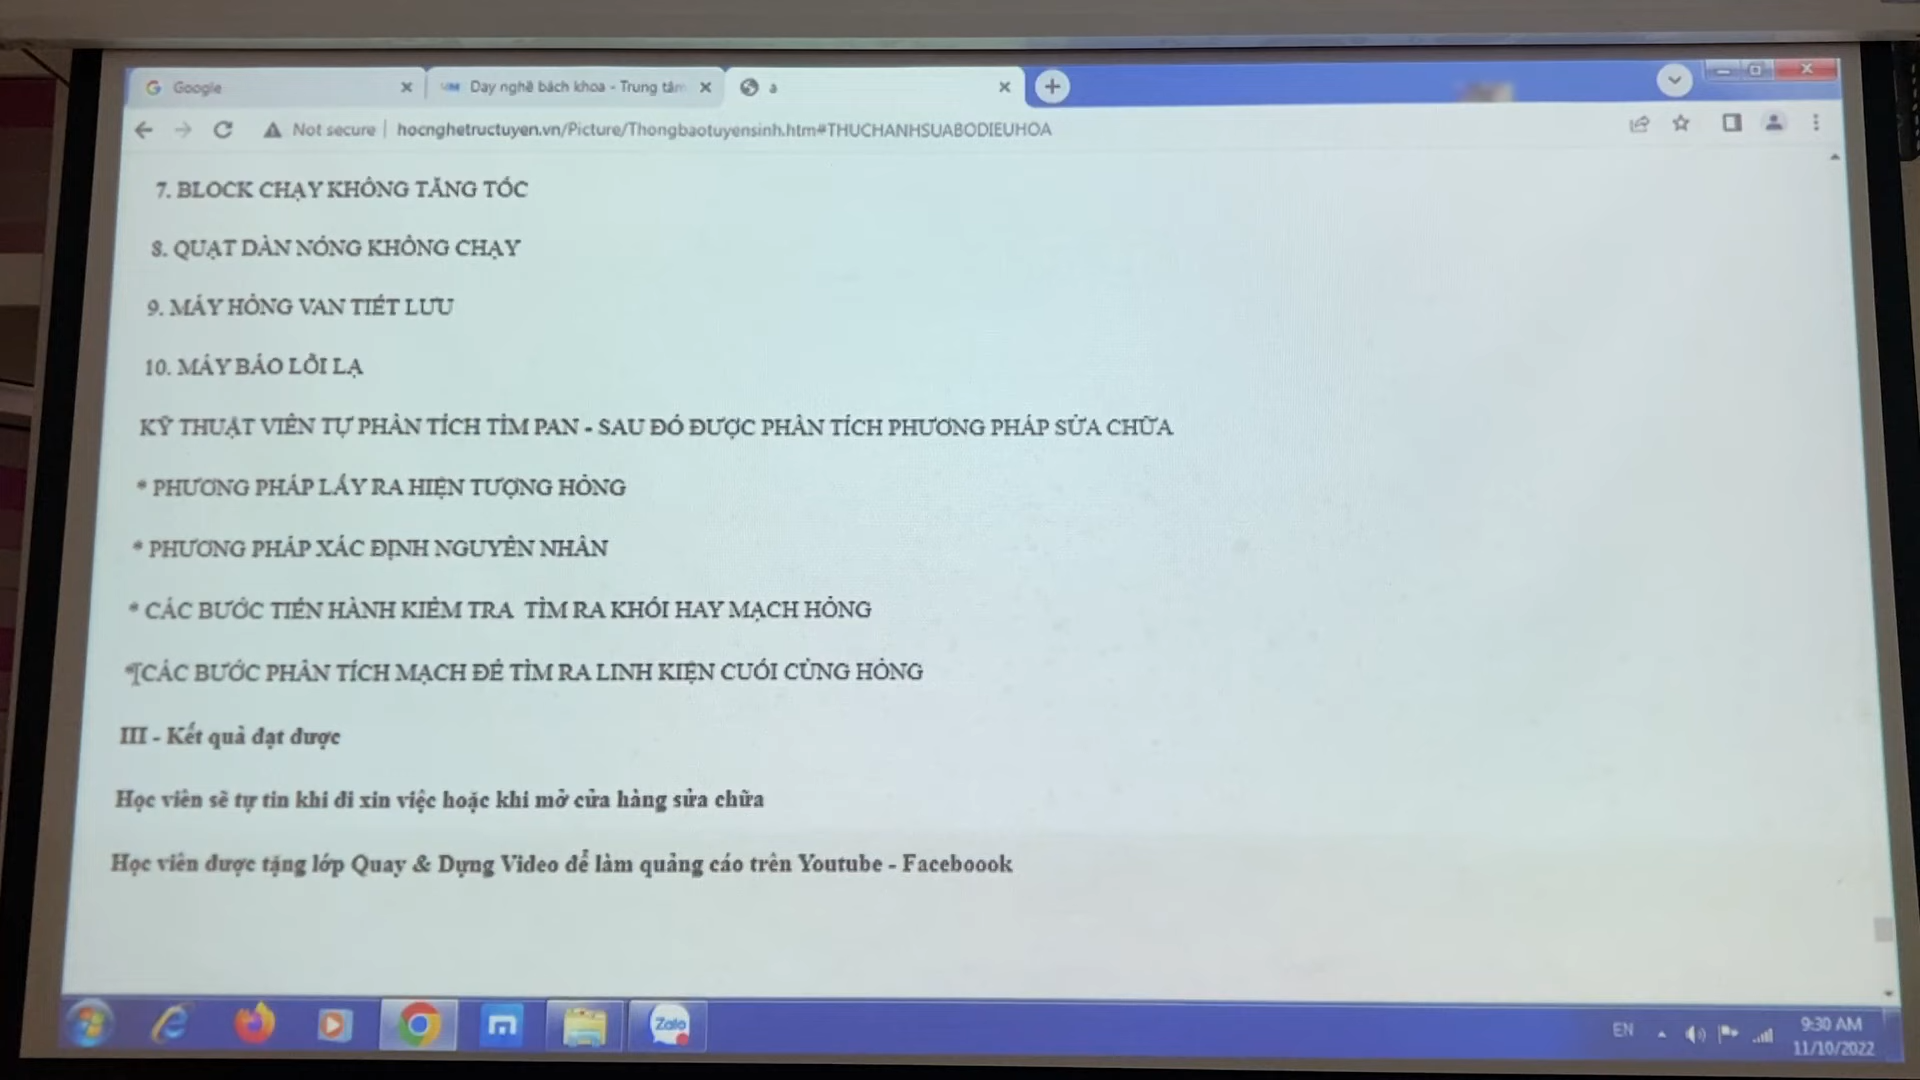 Google
Dạy nghề bách khoa - Trung tâm
a
Not secure
hocnghetructuyen.vn/Picture/Thongbaotuyensinh.htm#THUCHANHSUABODIEUHOA
7. BLOCK CHẠY KHÔNG TĂNG TỐC
8. QUẠT DÀN NÓNG KHÔNG CHẠY
9. MÁY HỎNG VAN TIẾT LƯU
10. MÁY BÁO LỖI LẠ
KỸ THUẬT VIÊN TỰ PHÂN TÍCH TÌM PAN - SAU ĐÓ ĐƯỢC PHÂN TÍCH PHƯƠNG PHÁP SỬA CHỮA
* PHƯƠNG PHÁP LẤY RA HIỆN TƯỢNG HỎNG
* PHƯƠNG PHÁP XÁC ĐỊNH NGUYÊN NHÂN
* CÁC BƯỚC TIẾN HÀNH KIỂM TRA TÌM RA KHỐI HAY MẠCH HỎNG
* CÁC BƯỚC PHÂN TÍCH MẠCH ĐỂ TÌM RA LINH KIỆN CUỐI CÙNG HỎNG
III - Kết quả đạt được
Học viên sẽ tự tin khi đi xin việc hoặc khi mở cửa hàng sửa chữa
Học viên được tặng lớp Quay & Dựng Video để làm quảng cáo trên Youtube - Faceboook
Zalo
EN
9:30 AM
11/10/2022